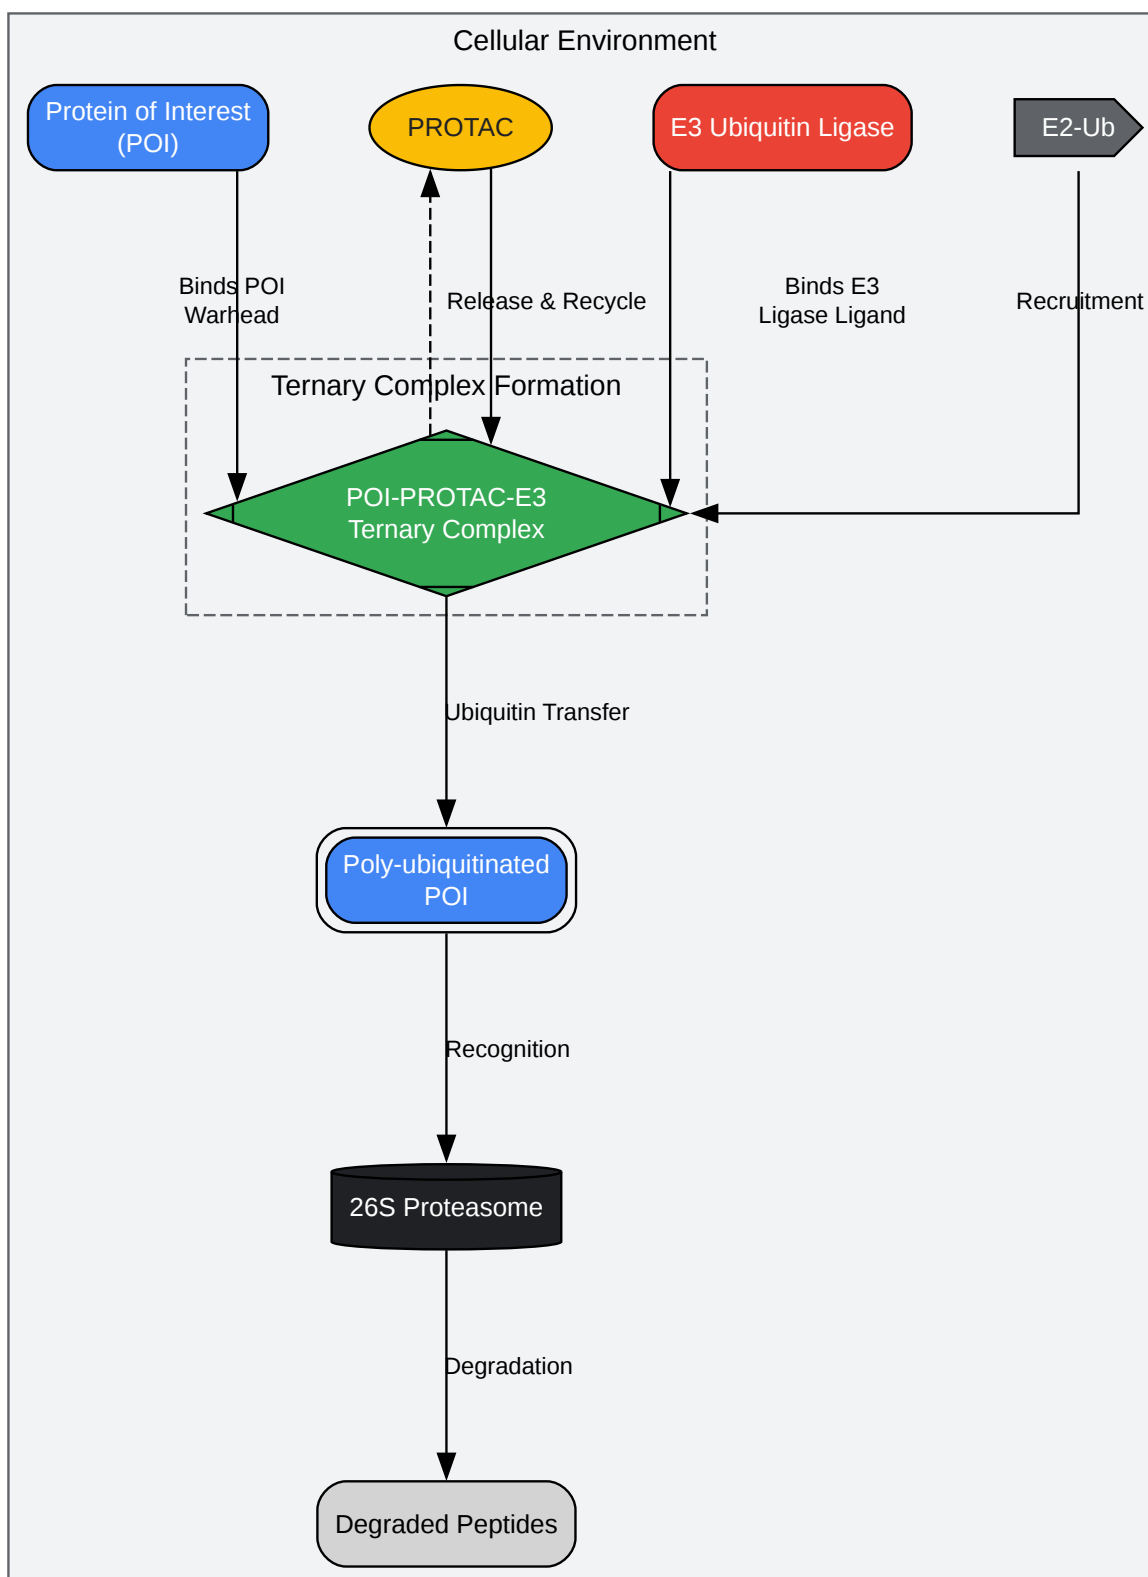 Cellular Environment
Protein of Interest
(POI)
PROTAC
E3 Ubiquitin Ligase
E2-Ub
Binds POI
Warhead
Release & Recycle
Binds E3
Ligase Ligand
Recruitment
Ternary Complex Formation
POI-PROTAC-E3
Ternary Complex
Ubiquitin Transfer
Poly-ubiquitinated
POI
Recognition
26S Proteasome
Degradation
Degraded Peptides